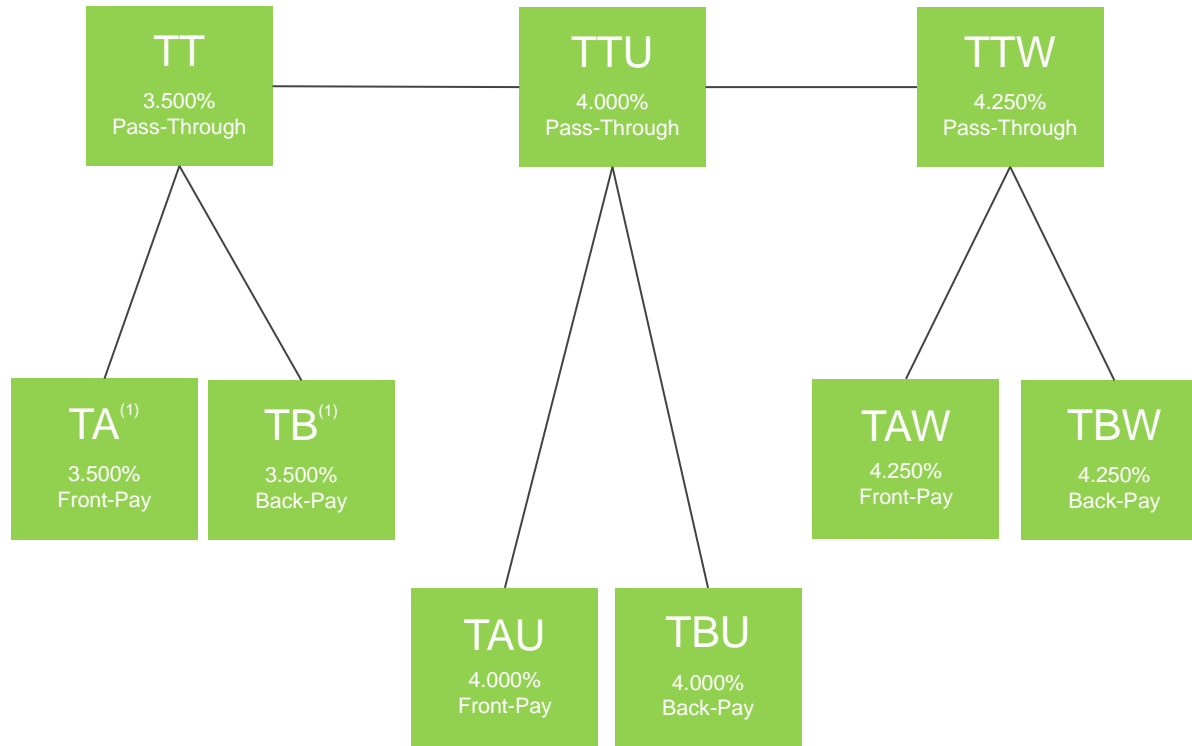 TT
3.500%
Pass-Through
TTU
4.000%
Pass-Through
TTW
4.250%
Pass-Through
TA(1)
3.500%
Front-Pay
TB(1)
3.500%
Back-Pay
TAW
4.250%
Front-Pay
TBW
4.250%
Back-Pay
TAU
4.000%
Front-Pay
TBU
4.000%
Back-Pay